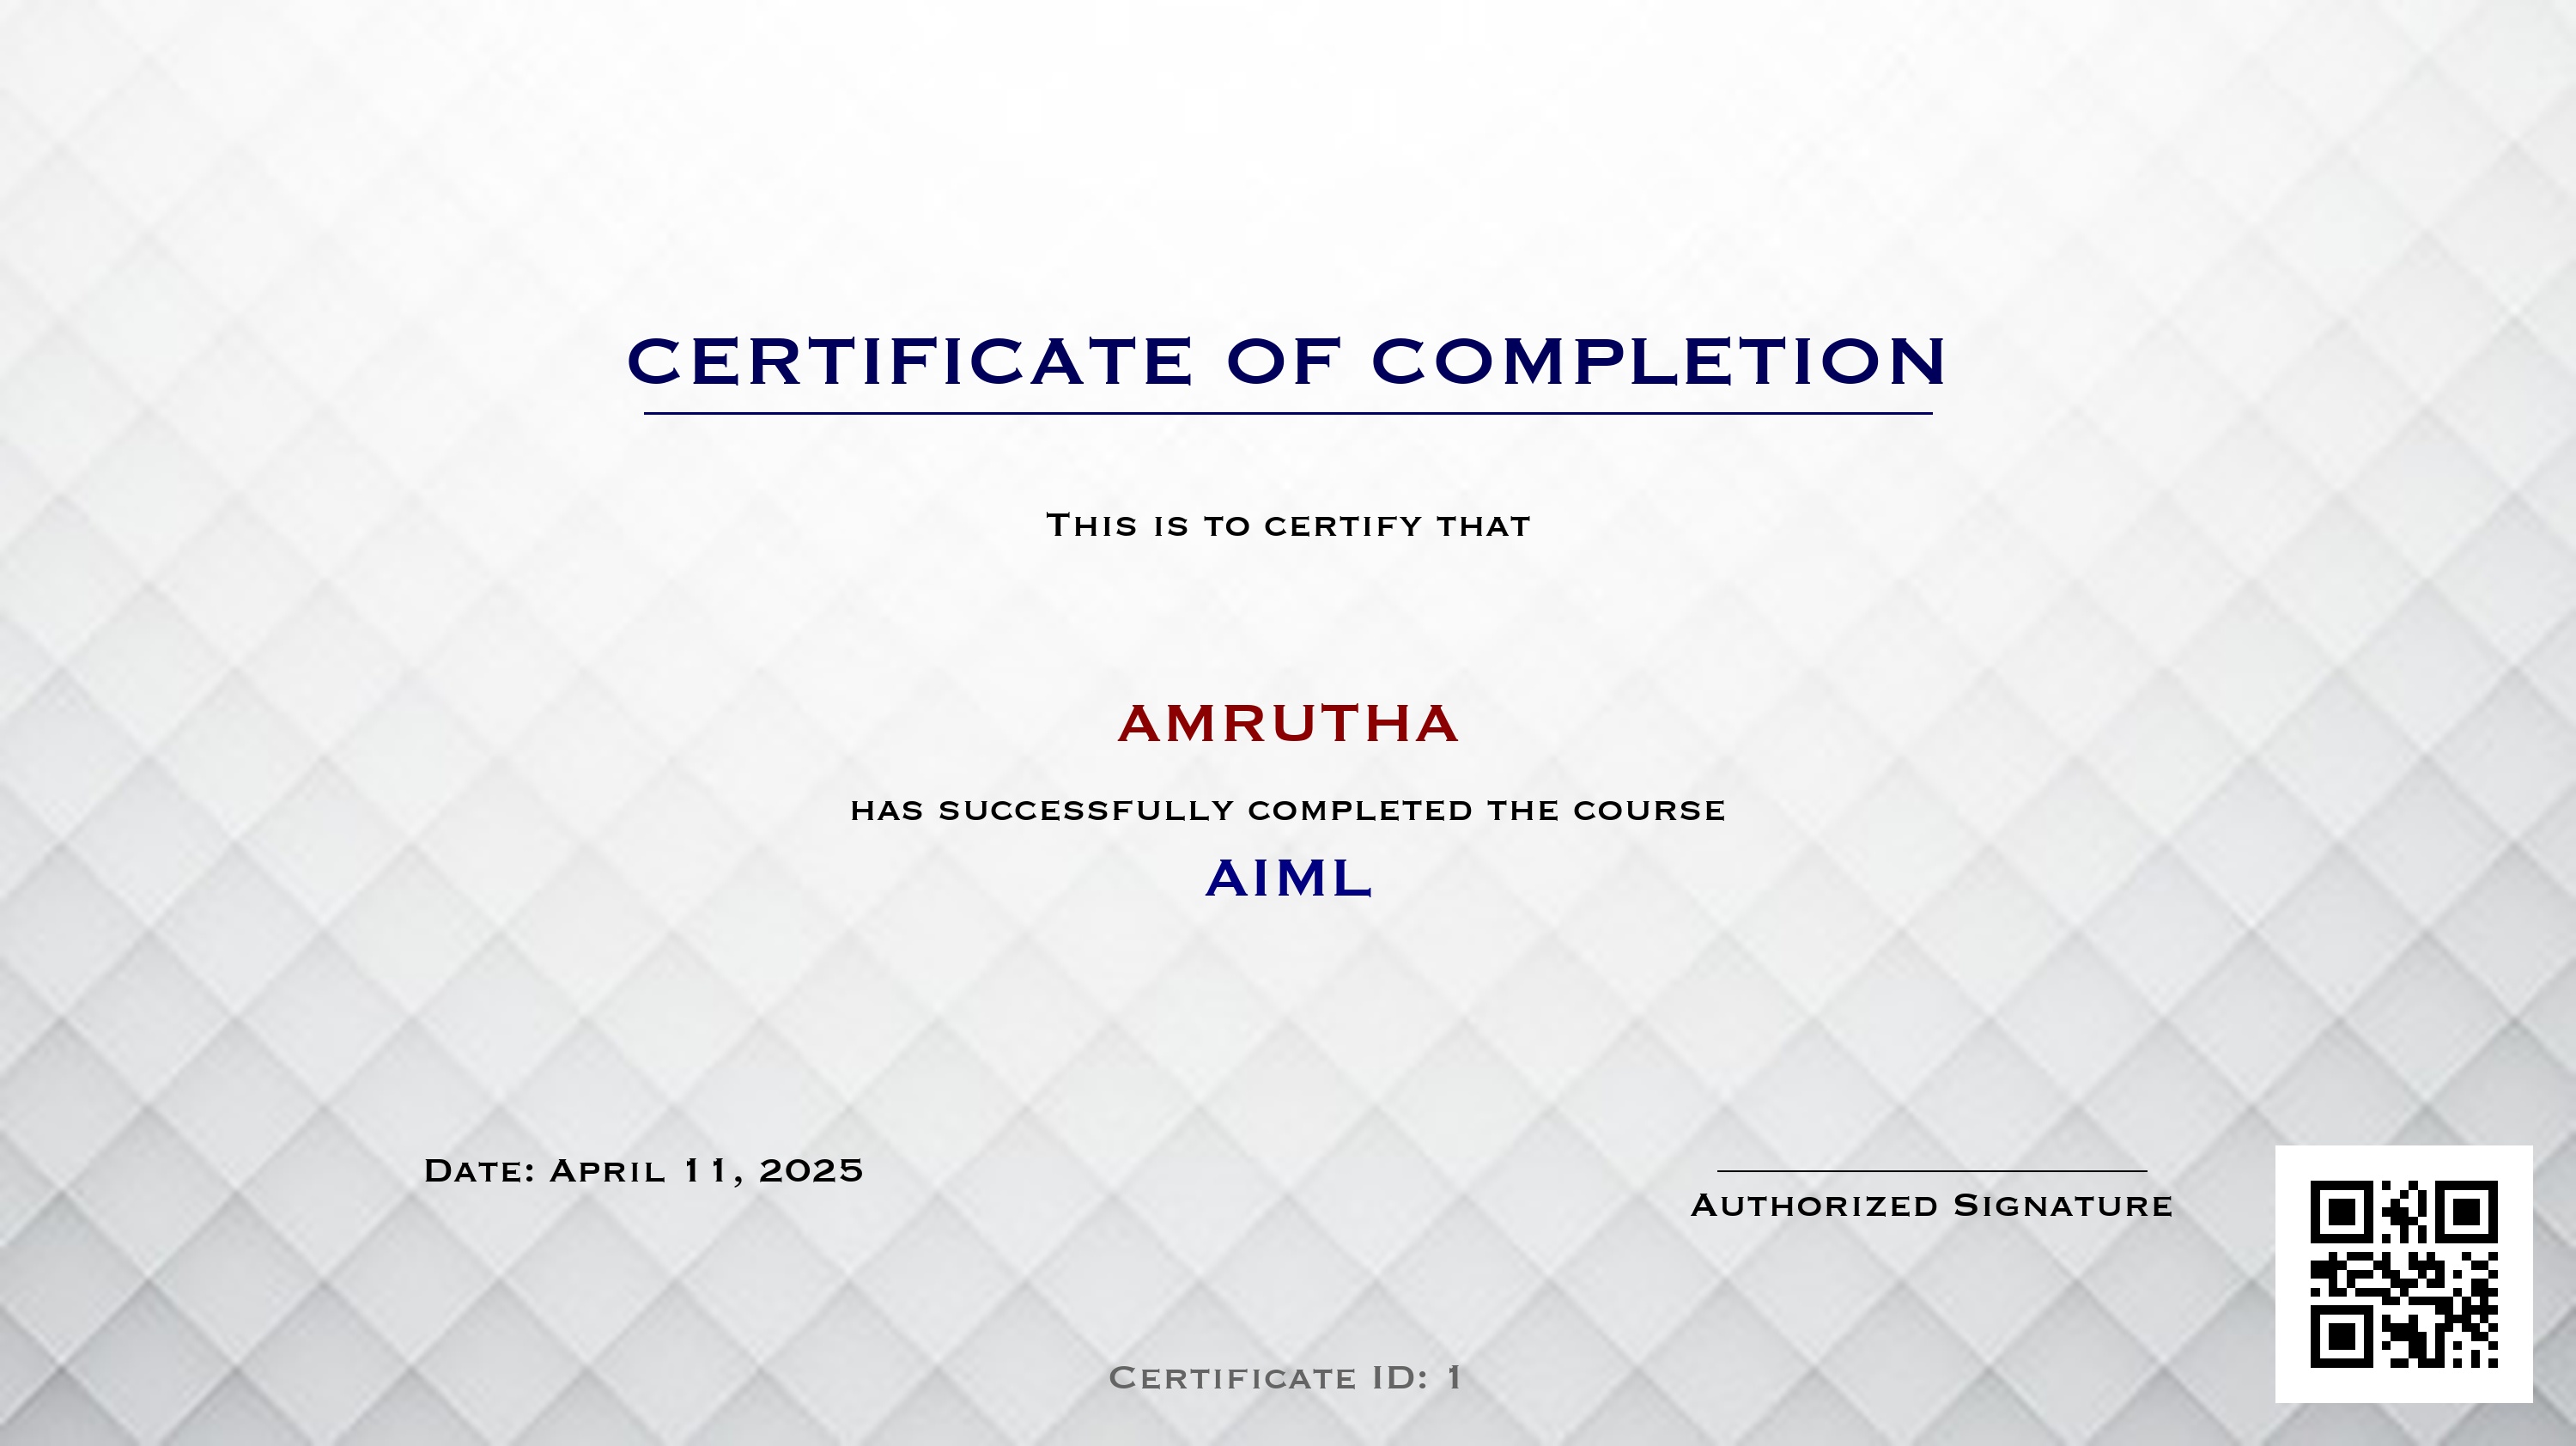 CERTIFICATE OF COMPLETION
This is to certify that
AMRUTHA
has successfully completed the course
AIML
Date: April 11, 2025
Authorized Signature
Certificate ID: 1